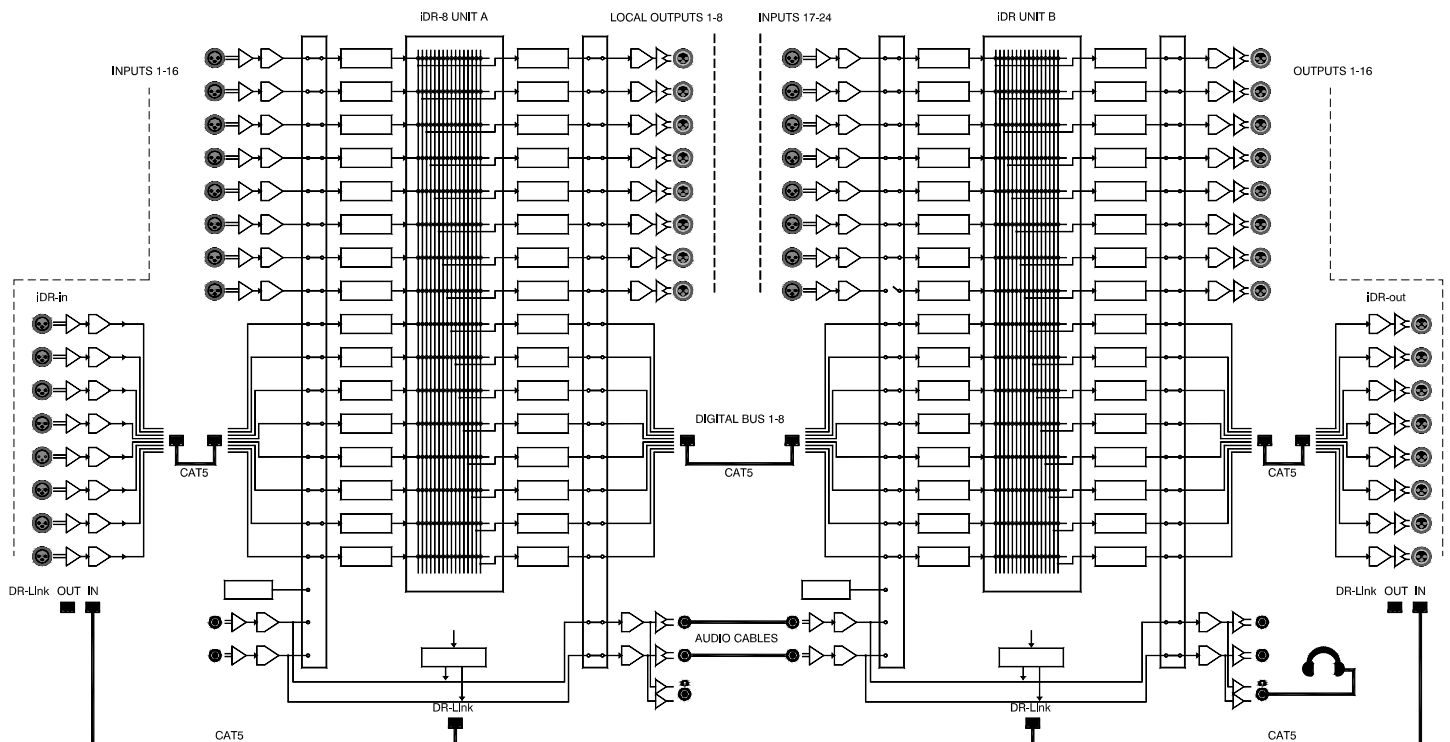 iDR-8 UNIT A
LOCAL OUTPUTS 1-8
INPUTS 17-24
iDR UNIT B
INPUTS 1-16
OUTPUTS 1-16
iDR-in
iDR-out
DIGITAL BUS 1-8
CAT5
CAT5
CAT5
DR-Link OUT IN
DR-Link OUT IN
AUDIO CABLES
DR-Link
DR-Link
CAT5
CAT5